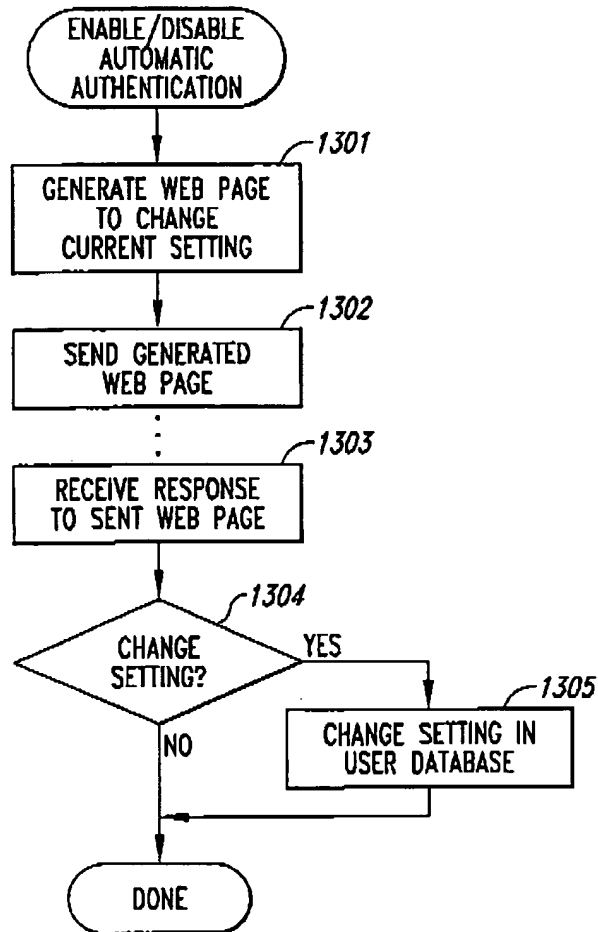 ENABLE/DISABLE
AUTOMATIC
AUTHENTICATION
1301
GENERATE WEB PAGE
TO CHANGE
CURRENT SETTING
1302
SEND GENERATED
WEB PAGE
1303
RECEIVE RESPONSE
TO SENT WEB PAGE
1304
CHANGE
SETTING?
YES
1305
CHANGE SETTING IN
USER DATABASE
NO
DONE